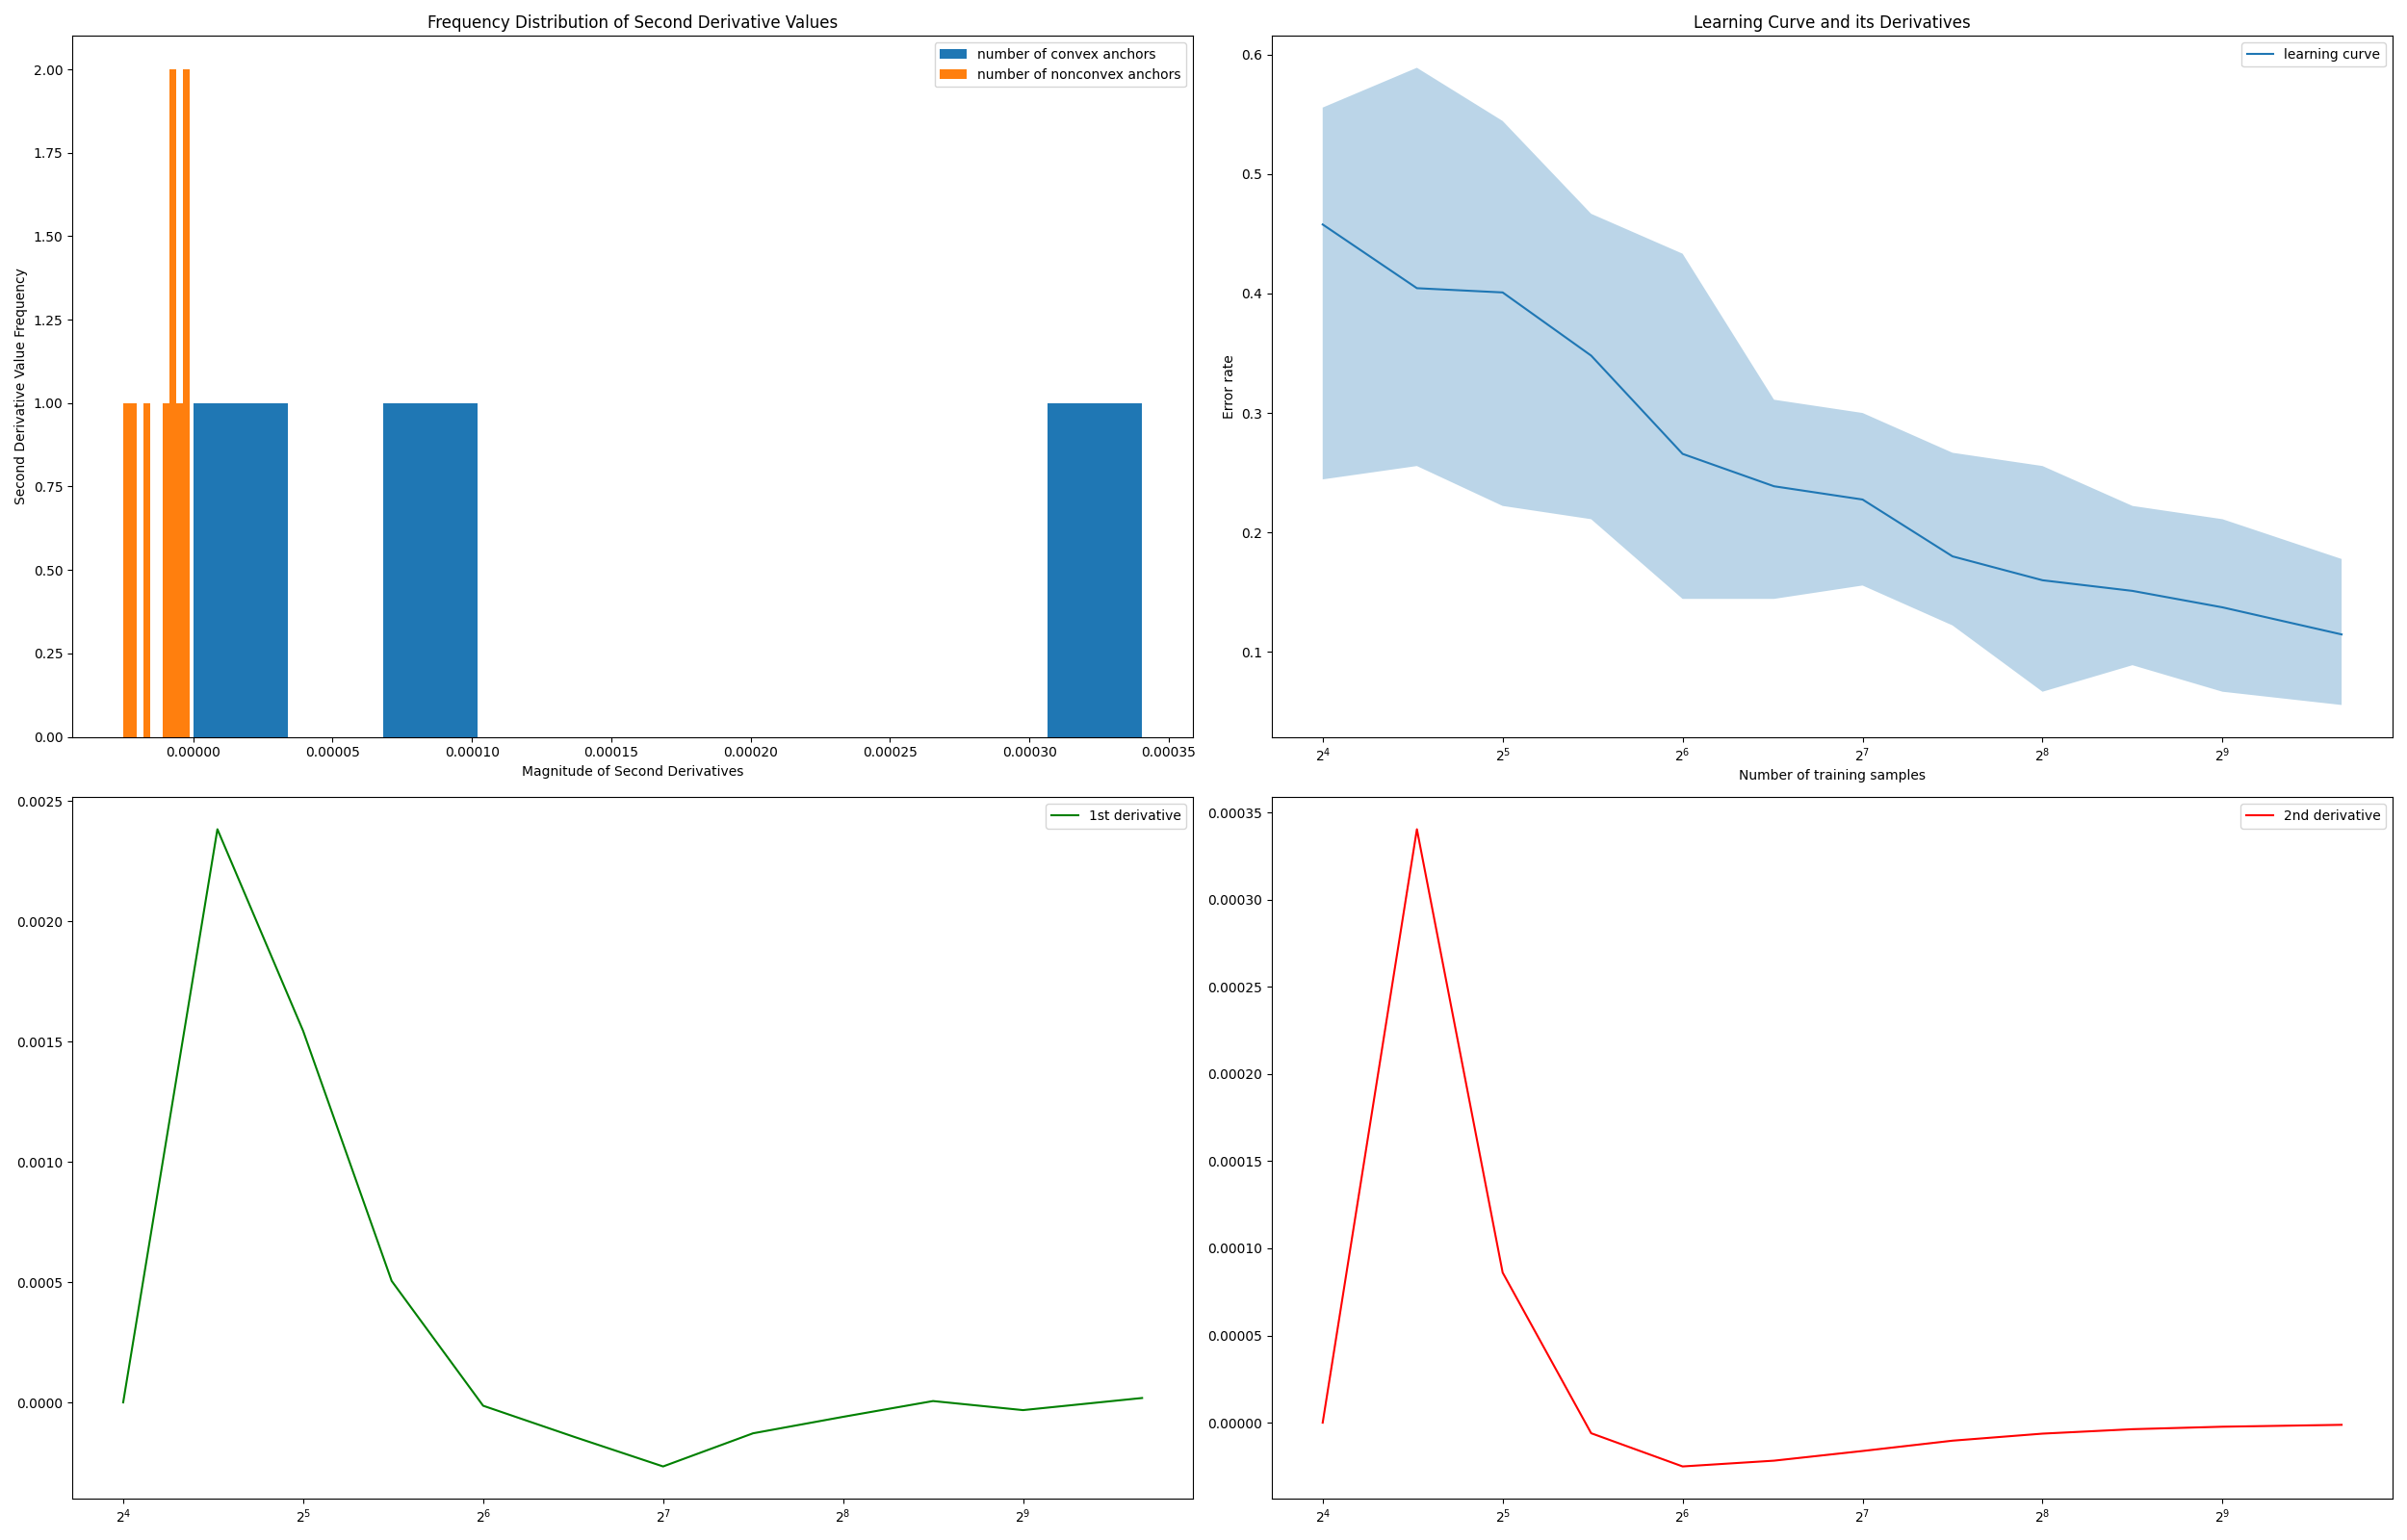 Frequency Distribution of Second Derivative Values
number of convex anchors
number of nonconvex anchors
Second Derivative Value Frequency
2.00
1.75
1.50
1.25
1.00
0.75
0.50
0.25
0.00
0.00000 0.00005 0.00010 0.00015 0.00020 0.00025 0.00030 0.00035
Magnitude of Second Derivatives
Learning Curve and its Derivatives
learning curve
Error rate
0.6
0.5
0.4
0.3
0.2
0.1
2⁴ 2⁵ 2⁶ 2⁷ 2⁸ 2⁹
Number of training samples
1st derivative
0.0025
0.0020
0.0015
0.0010
0.0005
0.0000
2⁴ 2⁵ 2⁶ 2⁷ 2⁸ 2⁹
2nd derivative
0.00035
0.00030
0.00025
0.00020
0.00015
0.00010
0.00005
0.00000
2⁴ 2⁵ 2⁶ 2⁷ 2⁸ 2⁹